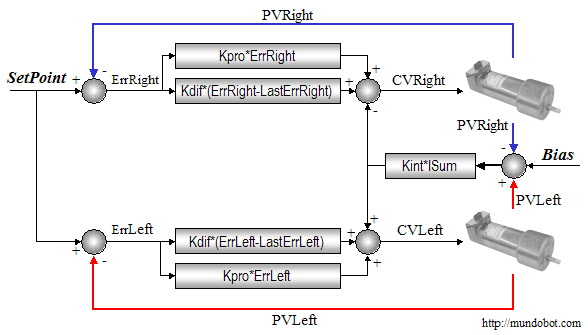 PVRight
Kpro*ErrRight
SetPoint
+
-
ErrRight
+
CVRight
Kdif*(ErrRight-LastErrRight)
+
-
PVRight
-
Bias
Kint*ISum
+
+
PVLeft
ErrLeft
+
CVLeft
Kdif*(ErrLeft-LastErrLeft)
+
+
-
Kpro*ErrLeft
+
PVLeft
http://mundobot.com